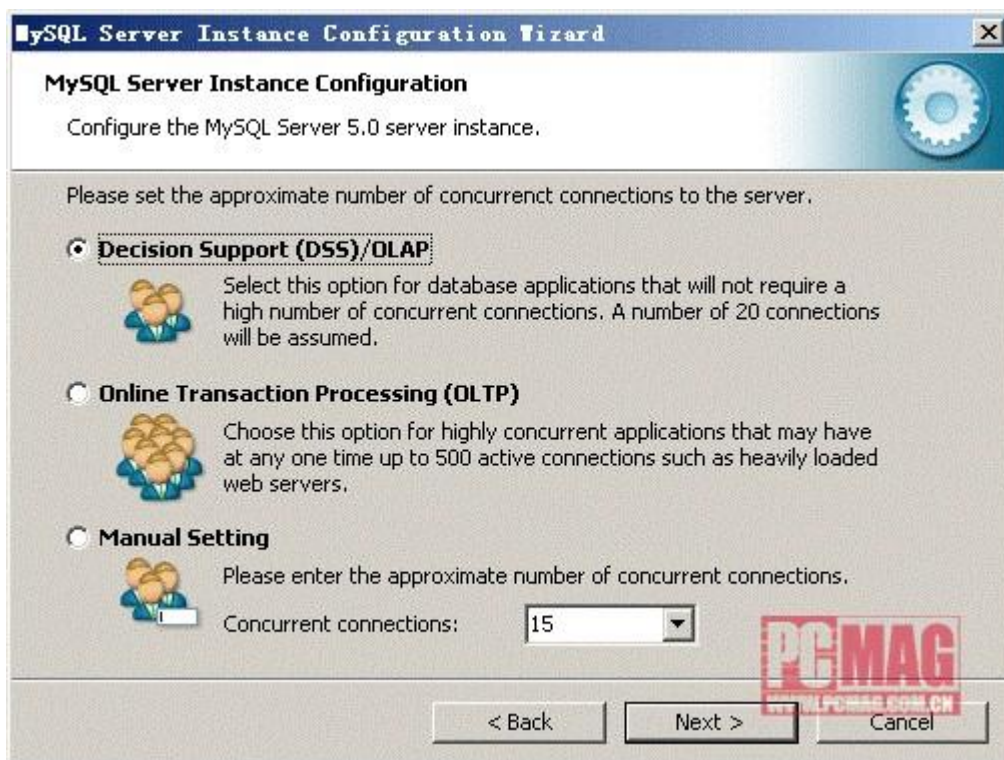 MySQL Server Instance Configuration Wizard
MySQL Server Instance Configuration
Configure the MySQL Server 5.0 server instance.
Please set the approximate number of concurrenct connections to the server.
Decision Support (DSS)/OLAP
Select this option for database applications that will not require a
high number of concurrent connections. A number of 20 connections
will be assumed.
Online Transaction Processing (OLTP)
Choose this option for highly concurrent applications that may have
at any one time up to 500 active connections such as heavily loaded
web servers.
Manual Setting
Please enter the approximate number of concurrent connections.
Concurrent connections: 15
PCMAG
WWW.PCMAG.COM.CN
< Back Next > Cancel